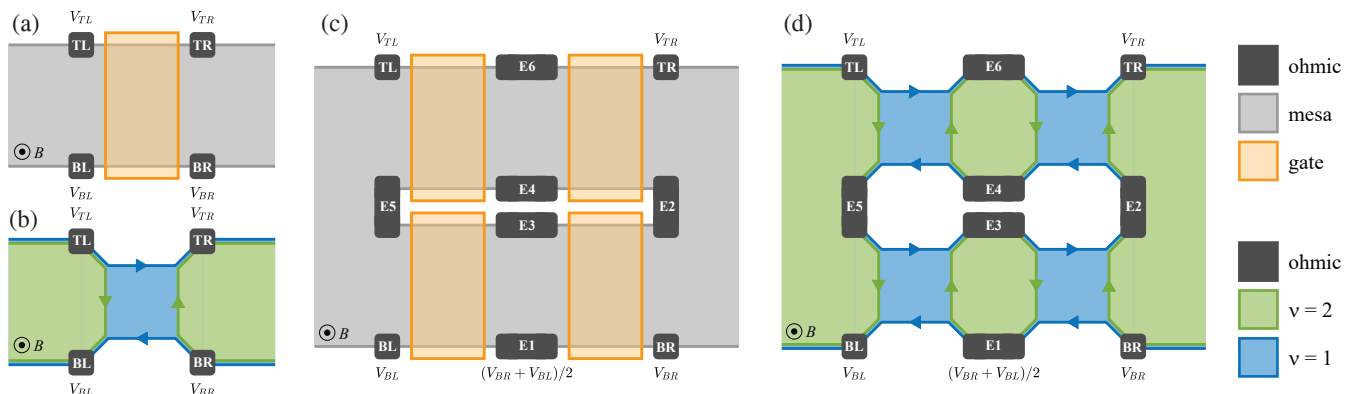 (a)
V_TL
V_TR
TL
TR
B
BL
BR
V_BL
V_BR
(b)
V_TL
V_TR
TL
TR
B
BL
BR
V_BL
V_BR
(c)
V_TL
V_TR
TL
E6
TR
E5
E4
E2
E3
B
BL
E1
BR
V_BL
(V_BR + V_BL)/2
V_BR
(d)
V_TL
V_TR
TL
E6
TR
E5
E4
E2
E3
B
BL
E1
BR
V_BL
(V_BR + V_BL)/2
V_BR
ohmic
mesa
gate
ohmic
ν = 2
ν = 1